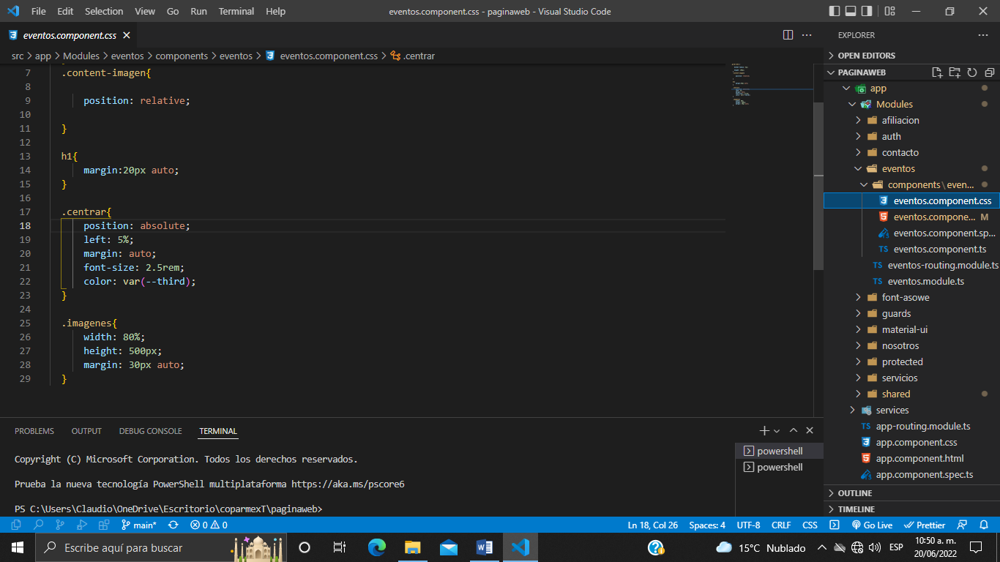 File Edit Selection View Go Run Terminal Help
eventos.component.css - paginaweb - Visual Studio Code
eventos.component.css
src > app > Modules > eventos > components > eventos > eventos.component.css > .centrar
7 .content-imagen{
8
9 position: relative;
10
11 }
12
13 h1{
14 margin:20px auto;
15 }
16
17 .centrar{
18 position: absolute;
19 left: 5%;
20 margin: auto;
21 font-size: 2.5rem;
22 color: var(--third);
23 }
24
25 .imagenes{
26 width: 80%;
27 height: 500px;
28 margin: 30px auto;
29 }
EXPLORER
OPEN EDITORS
PAGINAWEB
app
Modules
afiliacion
auth
contacto
eventos
components\even...
eventos.component.css
eventos.compone... M
eventos.component.sp...
TS eventos.component.ts
TS eventos-routing.module.ts
TS eventos.module.ts
font-asowe
guards
material-ui
nosotros
protected
servicios
shared
services
TS app-routing.module.ts
app.component.css
app.component.html
app.component.spec.ts
OUTLINE
TIMELINE
PROBLEMS OUTPUT DEBUG CONSOLE TERMINAL
Copyright (C) Microsoft Corporation. Todos los derechos reservados.
Prueba la nueva tecnología PowerShell multiplataforma https://aka.ms/pscore6
PS C:\Users\Claudio\OneDrive\Escritorio\coparmexT\paginaweb>
powershell
powershell
main* 0 0 Ln 18, Col 26 Spaces: 4 UTF-8 CRLF CSS Go Live Prettier
Escribe aquí para buscar
15°C Nublado ESP
10:50 a. m.
20/06/2022